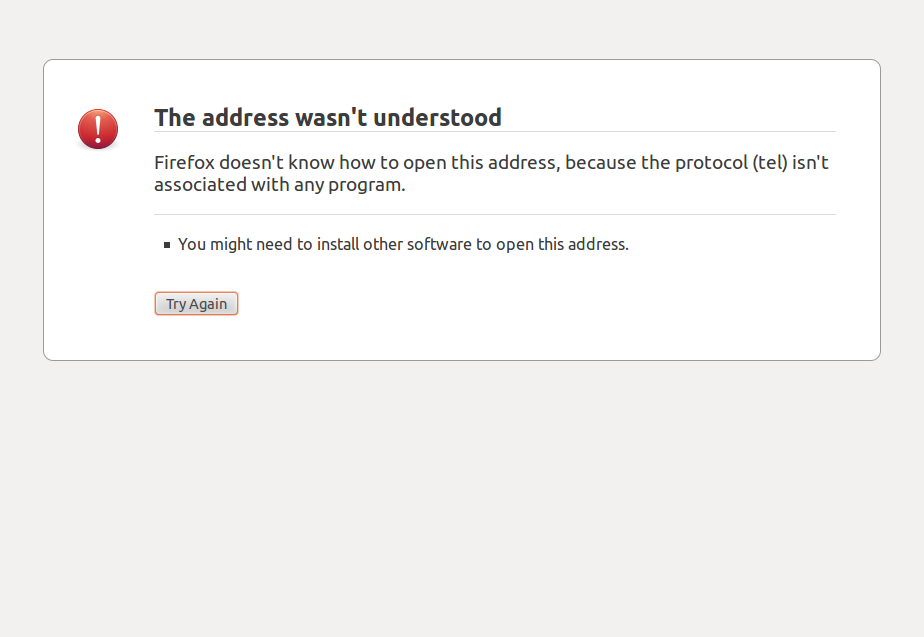 The address wasn't understood
Firefox doesn't know how to open this address, because the protocol (tel) isn't
associated with any program.
You might need to install other software to open this address.
Try Again